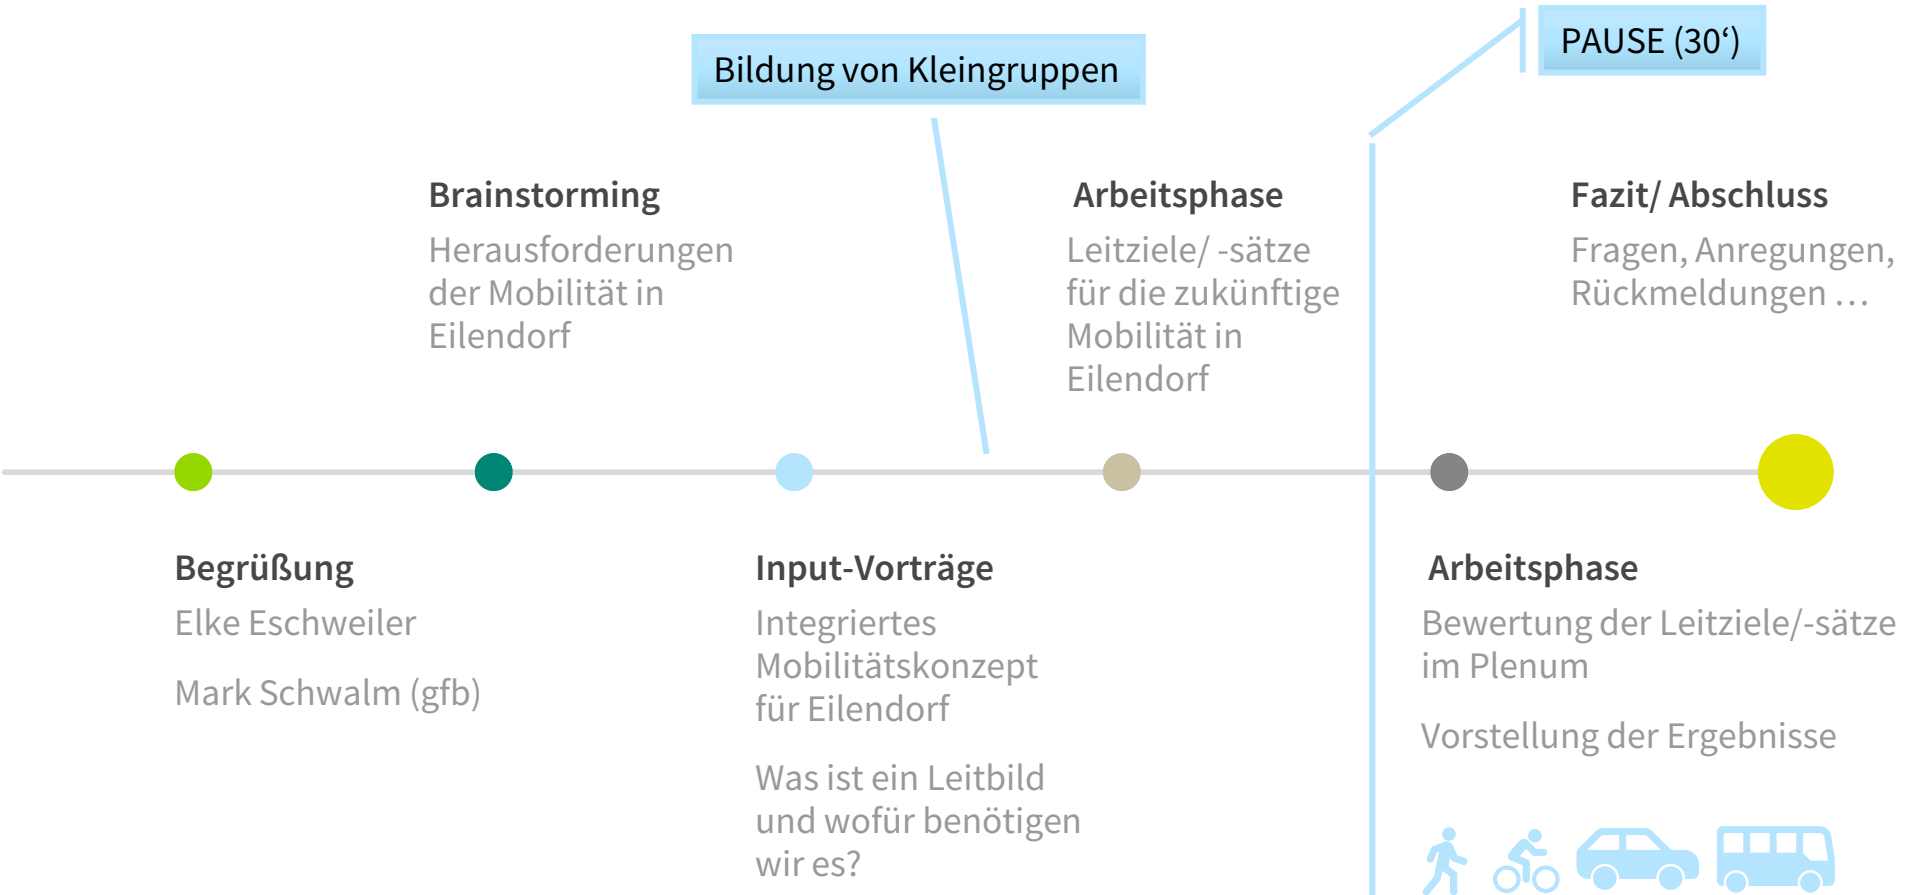 Bildung von Kleingruppen
PAUSE (30‘)
Brainstorming
Herausforderungen
der Mobilität in
Eilendorf
Arbeitsphase
Leitziele/ -sätze
für die zukünftige
Mobilität in
Eilendorf
Fazit/ Abschluss
Fragen, Anregungen,
Rückmeldungen …
Begrüßung
Elke Eschweiler
Mark Schwalm (gfb)
Input-Vorträge
Integriertes
Mobilitätskonzept
für Eilendorf
Was ist ein Leitbild
und wofür benötigen
wir es?
Arbeitsphase
Bewertung der Leitziele/-sätze
im Plenum
Vorstellung der Ergebnisse